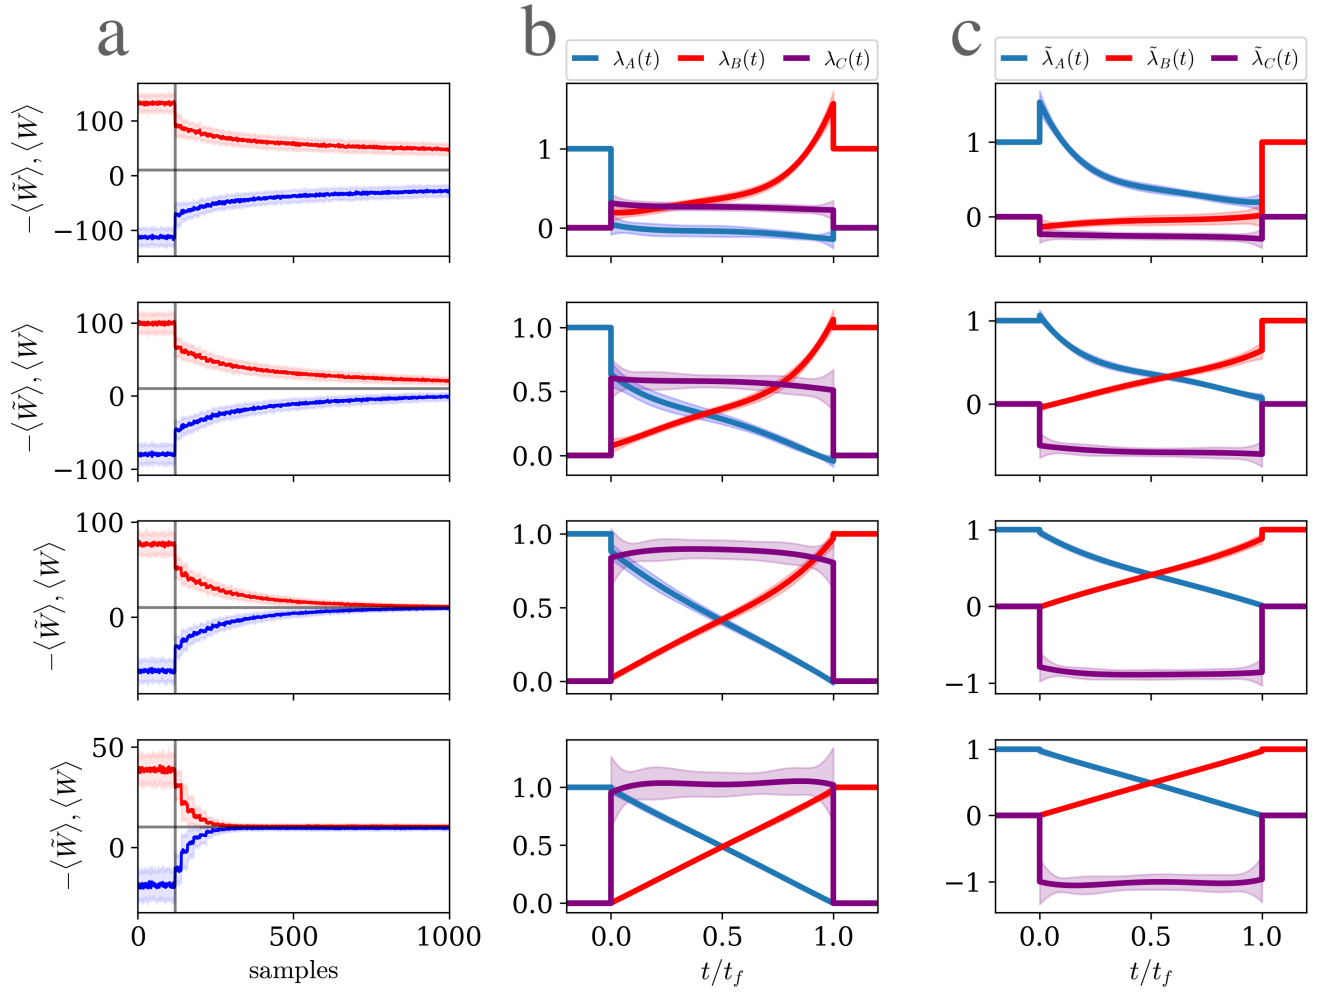 a
b
c
λ_A(t) λ_B(t) λ_C(t)
λ̃_A(t) λ̃_B(t) λ̃_C(t)
−⟨W̃⟩, ⟨W⟩
100
0
−100
1
0
1
0
−⟨W̃⟩, ⟨W⟩
100
0
−100
1.0
0.5
0.0
1
0
−⟨W̃⟩, ⟨W⟩
100
0
1.0
0.5
0.0
1
0
−1
−⟨W̃⟩, ⟨W⟩
50
0
1.0
0.5
0.0
1
0
−1
0 500 1000
0.0 0.5 1.0
0.0 0.5 1.0
samples
t/t_f
t/t_f